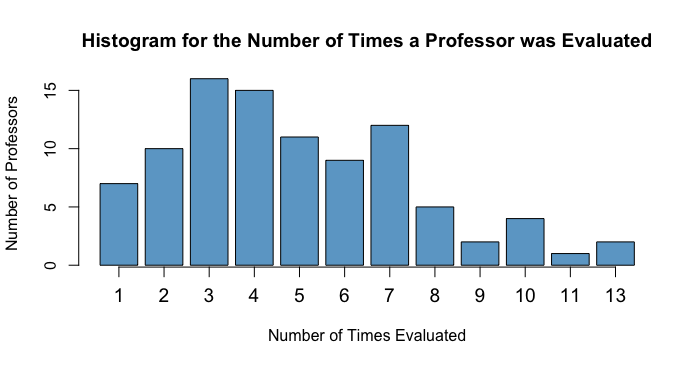 Histogram for the Number of Times a Professor was Evaluated
Number of Professors
15
10
5
0
1 2 3 4 5 6 7 8 9 10 11 13
Number of Times Evaluated